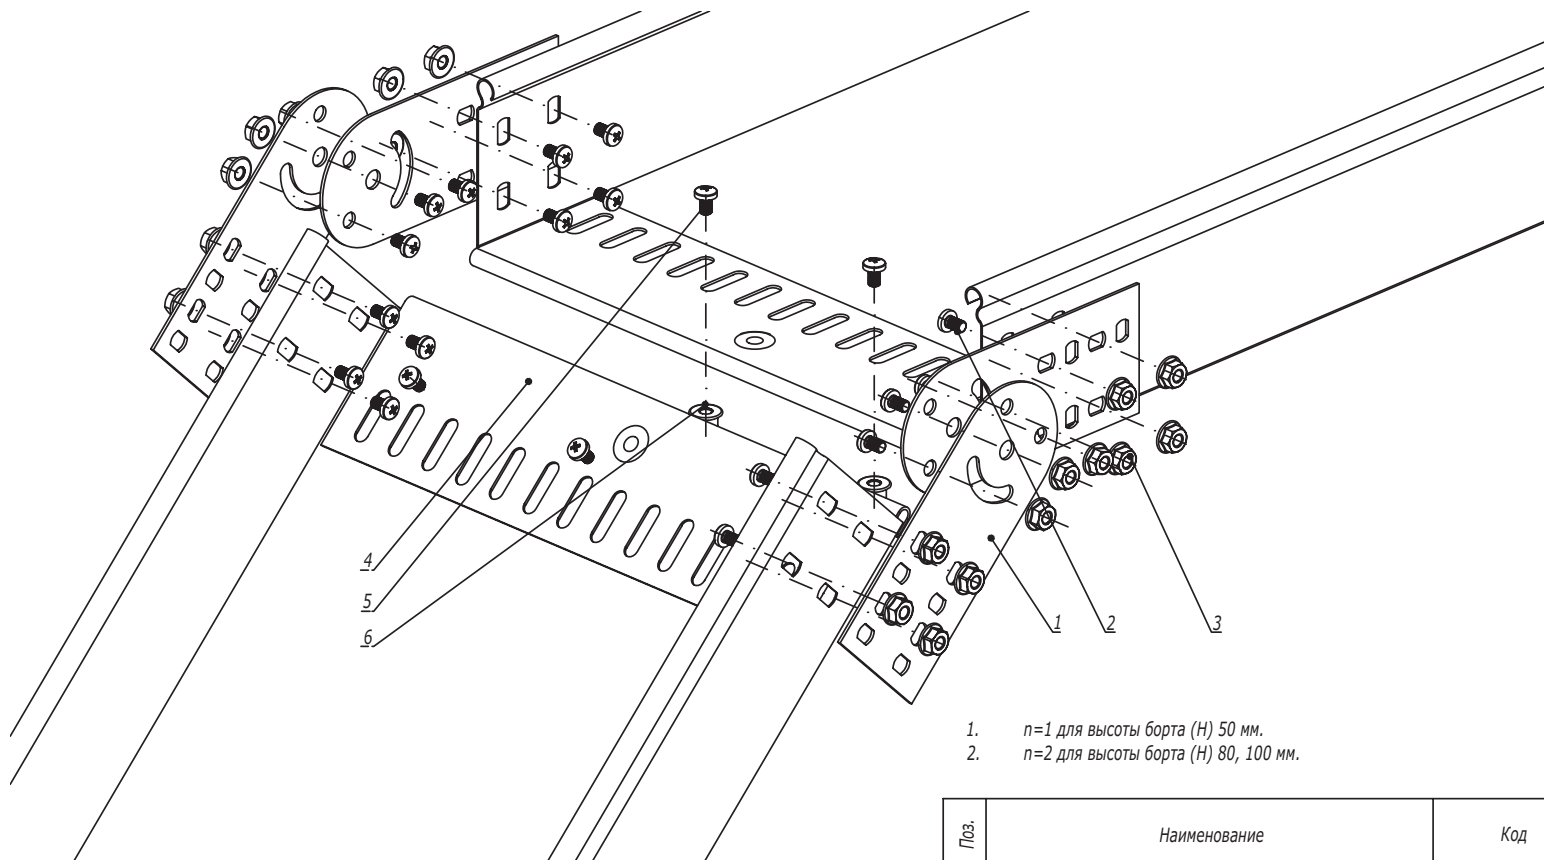 4
5
6
1
2
3
1. n=1 для высоты борта (Н) 50 мм.
2. n=2 для высоты борта (Н) 80, 100 мм.
Поз.
Наименование
Код